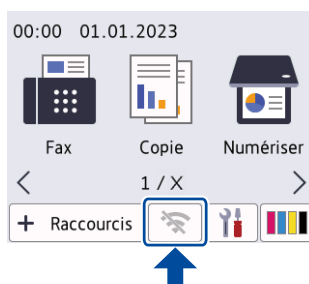 00:00 01.01.2023
Fax Copie Numériser
< 1 / X >
+ Raccourcis